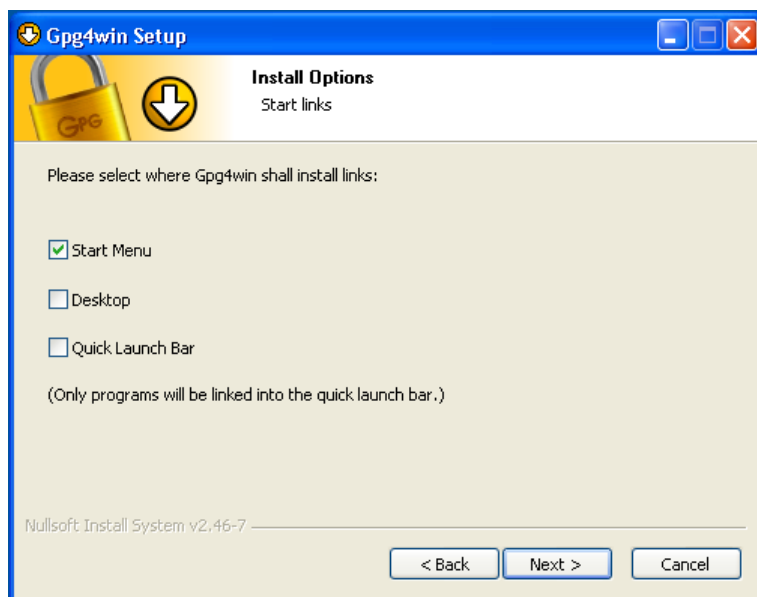 Gpg4win Setup
Install Options
Start links
GPG
Please select where Gpg4win shall install links:
Start Menu
Desktop
Quick Launch Bar
(Only programs will be linked into the quick launch bar.)
Nullsoft Install System v2.46-7
< Back
Next >
Cancel